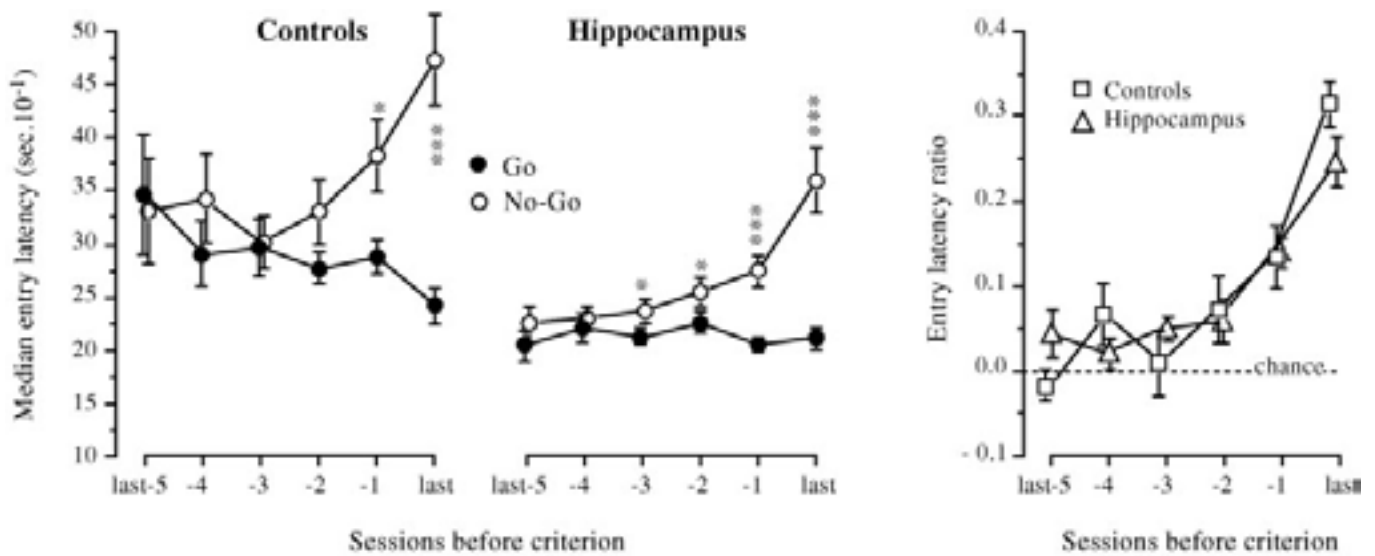 Controls
Hippocampus
Median entry latency (sec.10⁻¹)
50
45
40
35
30
25
20
15
10
*
***
Go
No-Go
*
*
***
***
last-5 -4 -3 -2 -1 last
last-5 -4 -3 -2 -1 last
Sessions before criterion
Entry latency ratio
0.4
0.3
0.2
0.1
0.0
- 0.1
Controls
Hippocampus
chance
last-5 -4 -3 -2 -1 last
Sessions before criterion